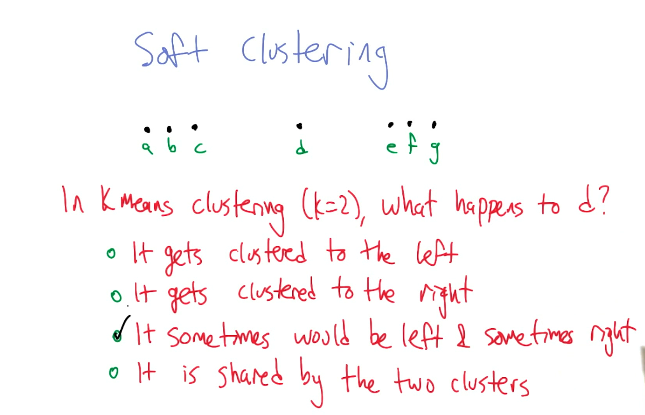 Soft Clustering
a b c d e f g
In K Means clustering (k=2), what happens to d?
It gets clustered to the left
It gets clustered to the right
It sometimes would be left & sometimes right
It is shared by the two clusters